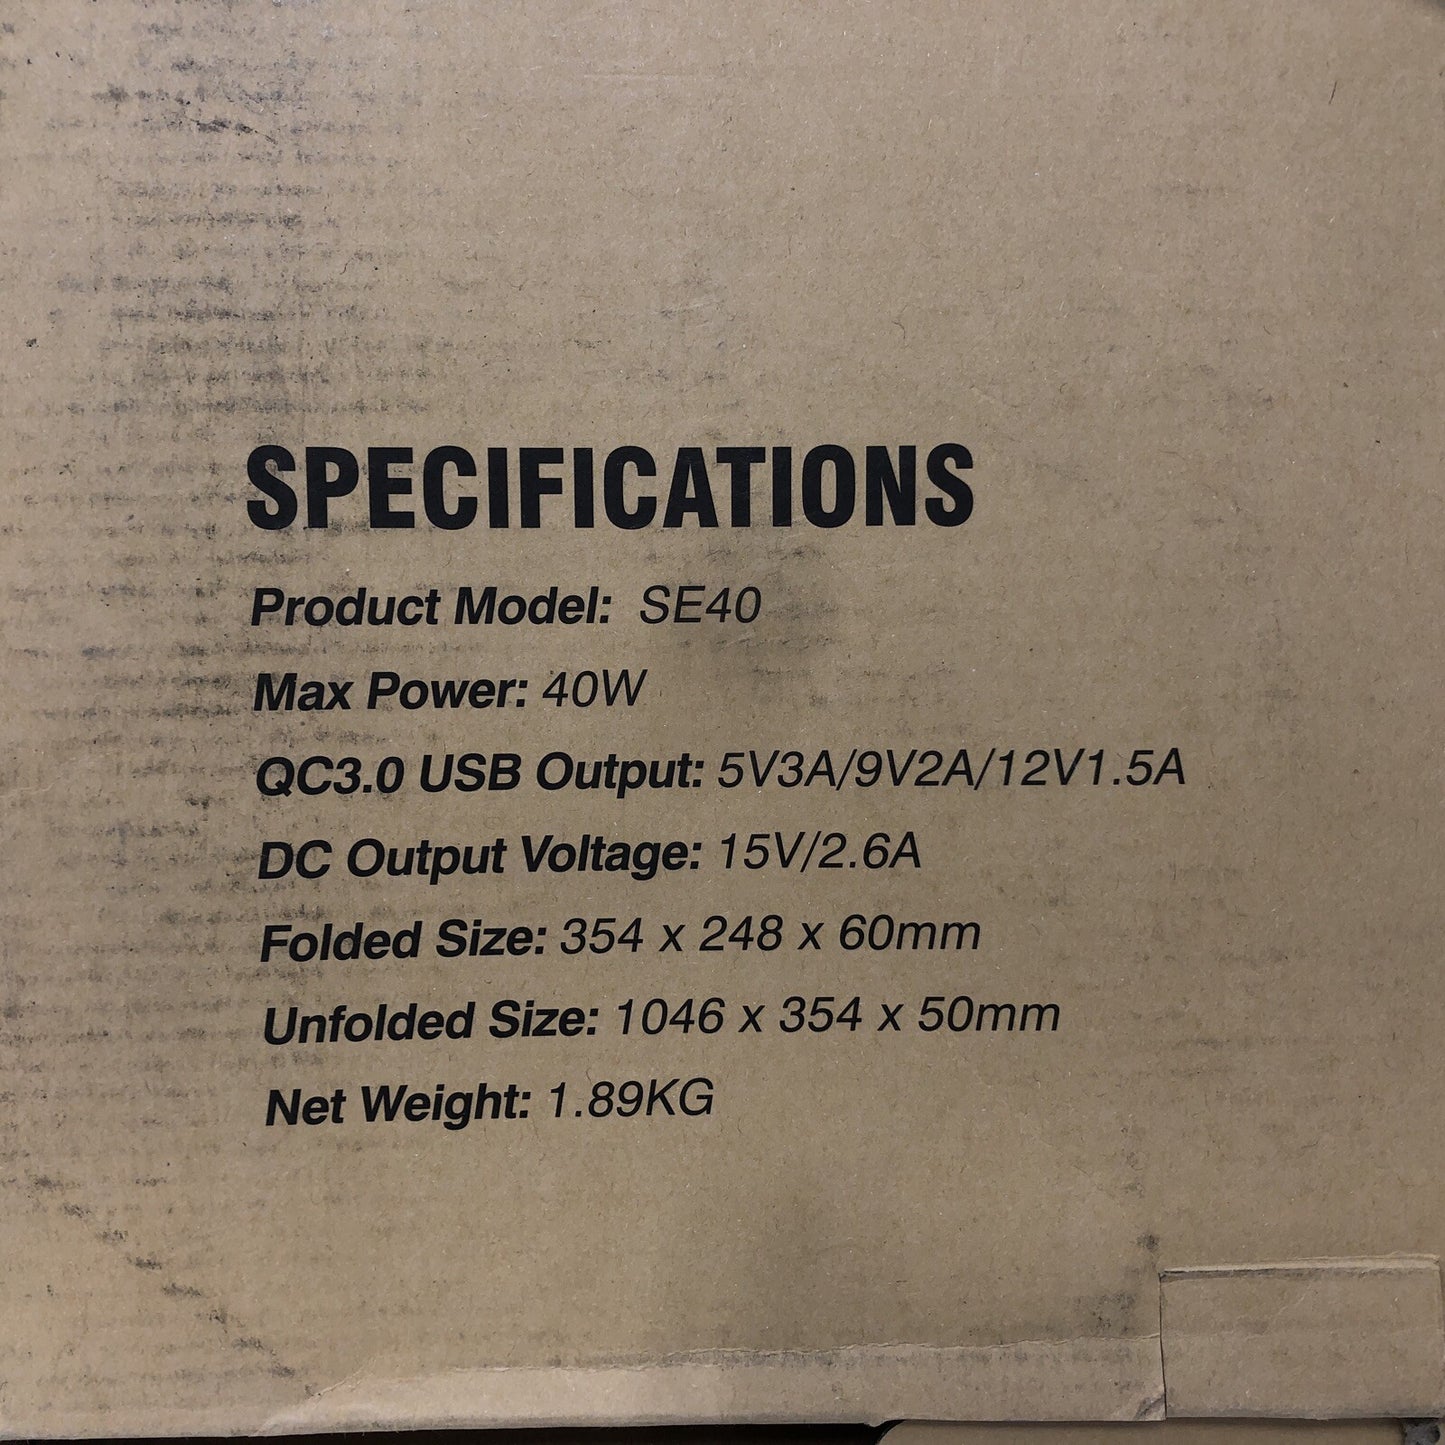 SPECIFICATIONS
Product Model: SE40
Max Power: 40W
QC3.0 USB Output: 5V3A/9V2A/12V1.5A
DC Output Voltage: 15V/2.6A
Folded Size: 354 x 248 x 60mm
Unfolded Size: 1046 x 354 x 50mm
Net Weight: 1.89KG